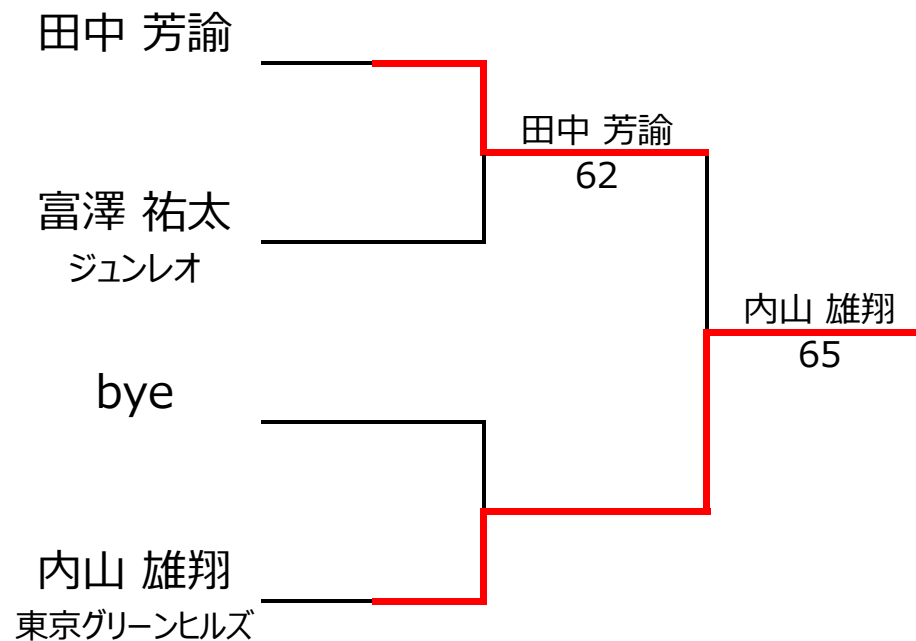 田中 芳諭
田中 芳諭
62
富澤 祐太
ジュンレオ
内山 雄翔
65
bye
内山 雄翔
東京グリーンヒルズ